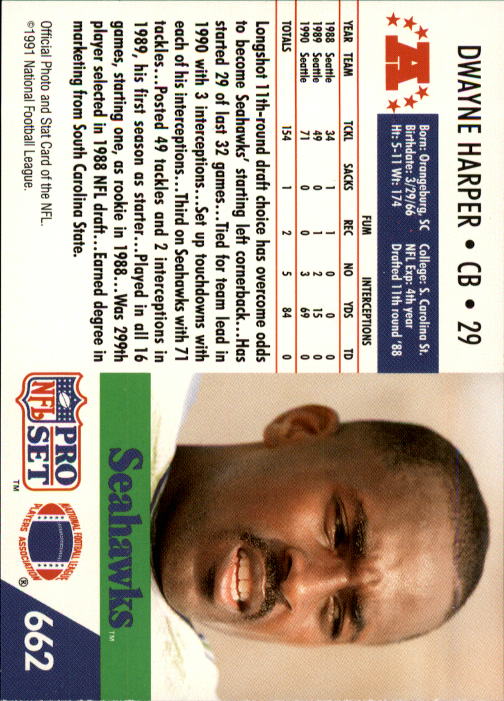 DWAYNE HARPER • CB • 29
A
Born: Orangeburg, SC College: S. Carolina St.
Birthdate: 3/29/66 NFL Exp: 4th year
Ht: 5-11 Wt: 174 Drafted 11th round '88
FUM INTERCEPTIONS
YEAR TEAM TCKL SACKS REC NO YDS TD
1988 Seattle 34 1 1 0 0 0
1989 Seattle 49 0 1 2 15 0
1990 Seattle 71 0 0 3 69 0
TOTALS 154 1 2 5 84 0
Longshot 11th-round draft choice has overcome odds
to become Seahawks' starting left cornerback...Has
started 29 of last 32 games...Tied for team lead in
1990 with 3 interceptions...Set up touchdowns with
each of his interceptions...Third on Seahawks with 71
tackles...Posted 49 tackles and 2 interceptions in
1989, his first season as starter...Played in all 16
games, starting one, as rookie in 1988...Was 299th
player selected in 1988 NFL draft...Earned degree in
marketing from South Carolina State.
Official Photo and Stat Card of the NFL.
©1991 National Football League.
Seahawks™
PRO
NFL SET™
NATIONAL FOOTBALL LEAGUE
PLAYERS ASSOCIATION ®
662